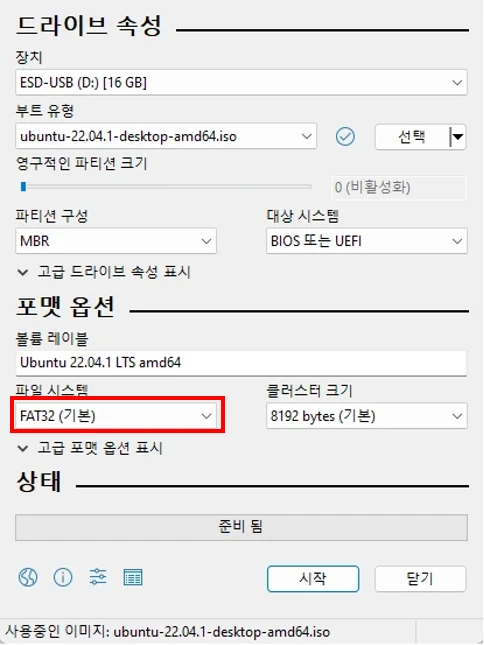 드라이브 속성
장치
ESD-USB (D:) [16 GB]
부트 유형
ubuntu-22.04.1-desktop-amd64.iso
선택
영구적인 파티션 크기
0 (비활성화)
파티션 구성
대상 시스템
MBR
BIOS 또는 UEFI
고급 드라이브 속성 표시
포맷 옵션
볼륨 레이블
Ubuntu 22.04.1 LTS amd64
파일 시스템
클러스터 크기
FAT32 (기본)
8192 bytes (기본)
고급 포맷 옵션 표시
상태
준비 됨
시작
닫기
사용중인 이미지: ubuntu-22.04.1-desktop-amd64.iso